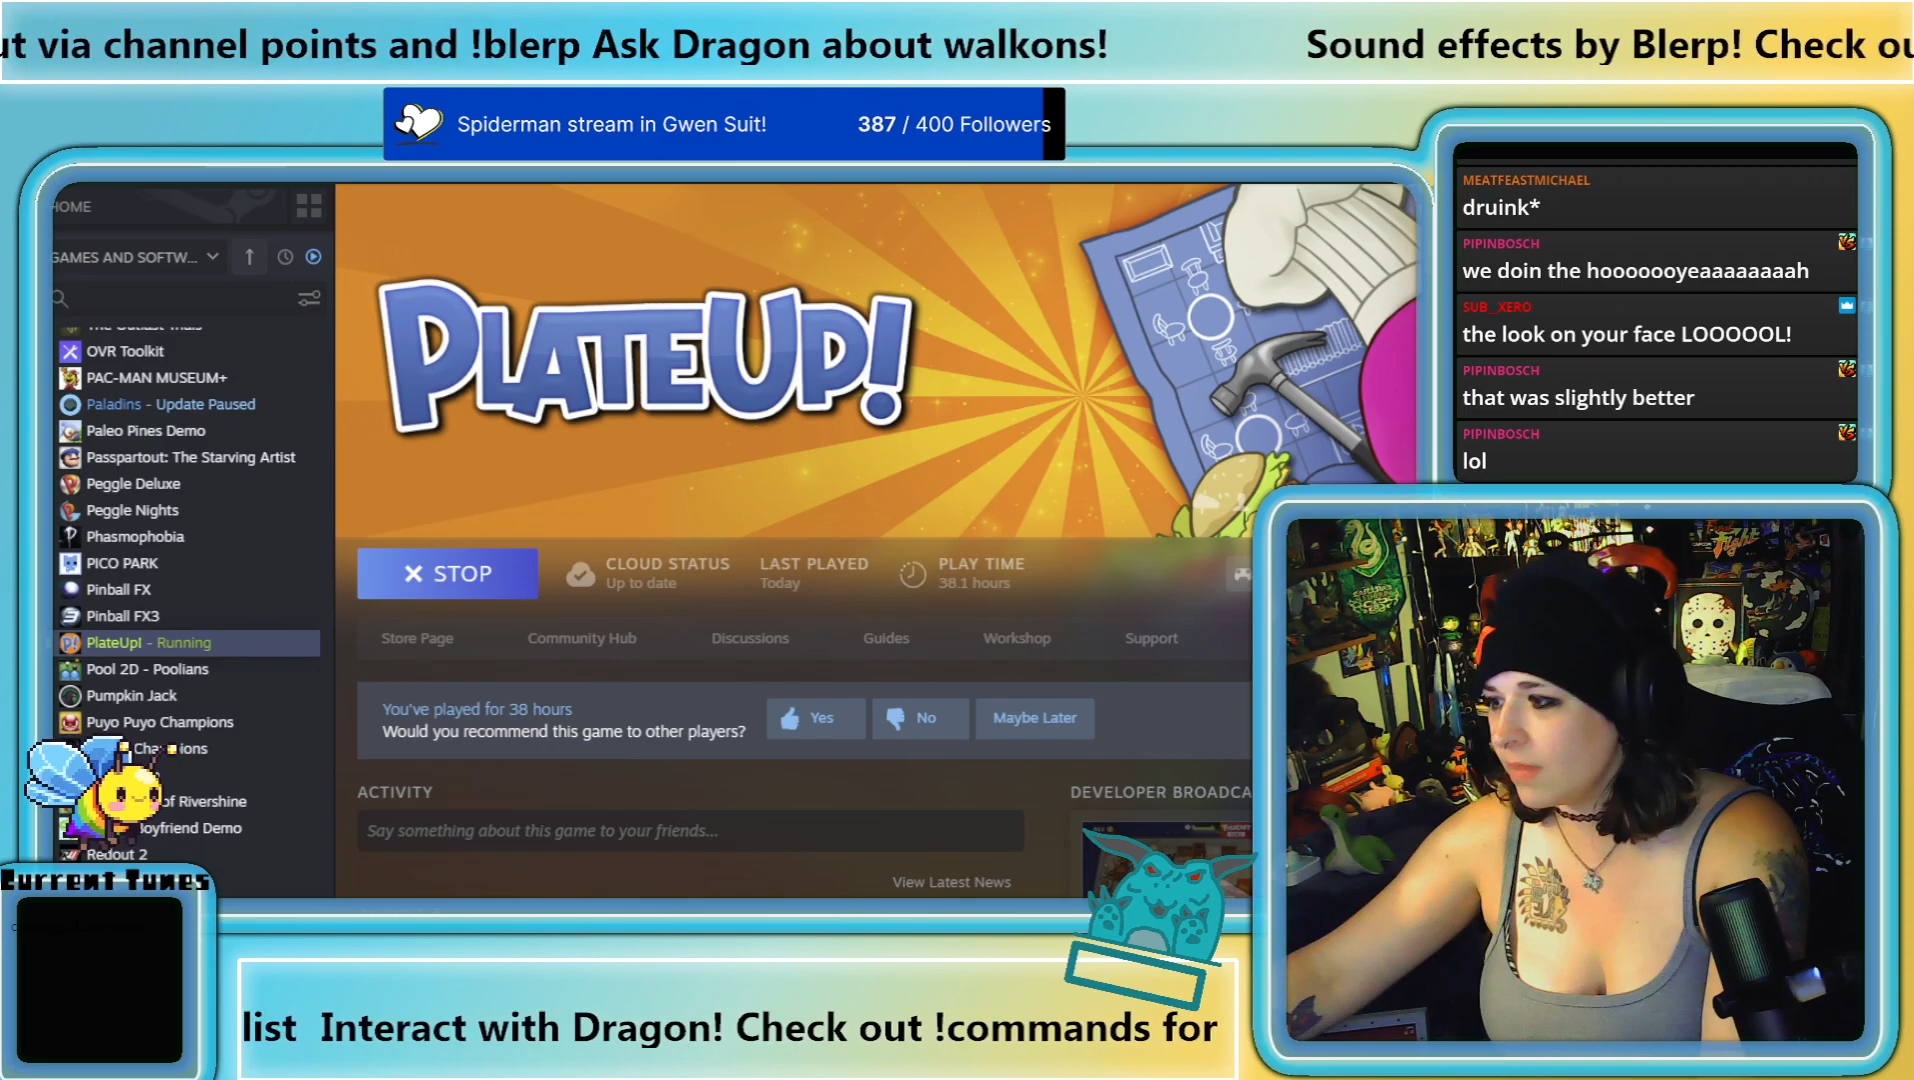 ut via channel points and !blerp Ask Dragon about walkons!
Sound effects by Blerp! Check ou
Spiderman stream in Gwen Suit!
387 / 400 Followers
HOME
GAMES AND SOFTW...
The Outlast Trials
OVR Toolkit
PAC-MAN MUSEUM+
Paladins - Update Paused
Paleo Pines Demo
Passpartout: The Starving Artist
Peggle Deluxe
Peggle Nights
Phasmophobia
PICO PARK
Pinball FX
Pinball FX3
PlateUp! - Running
Pool 2D - Poolians
Pumpkin Jack
Puyo Puyo Champions
of Rivershine
oyfriend Demo
Redout 2
PLATEUP!
STOP
CLOUD STATUS
Up to date
LAST PLAYED
Today
PLAY TIME
38.1 hours
Store Page
Community Hub
Discussions
Guides
Workshop
Support
You've played for 38 hours
Would you recommend this game to other players?
Yes
No
Maybe Later
ACTIVITY
Say something about this game to your friends...
View Latest News
DEVELOPER BROADCA
MEATFEASTMICHAEL
druink*
PIPINBOSCH
we doin the hooooooyeaaaaaaaah
SUB_XERO
the look on your face LOOOOOL!
PIPINBOSCH
that was slightly better
PIPINBOSCH
lol
Final Fight
Current Tunes
list Interact with Dragon! Check out !commands for